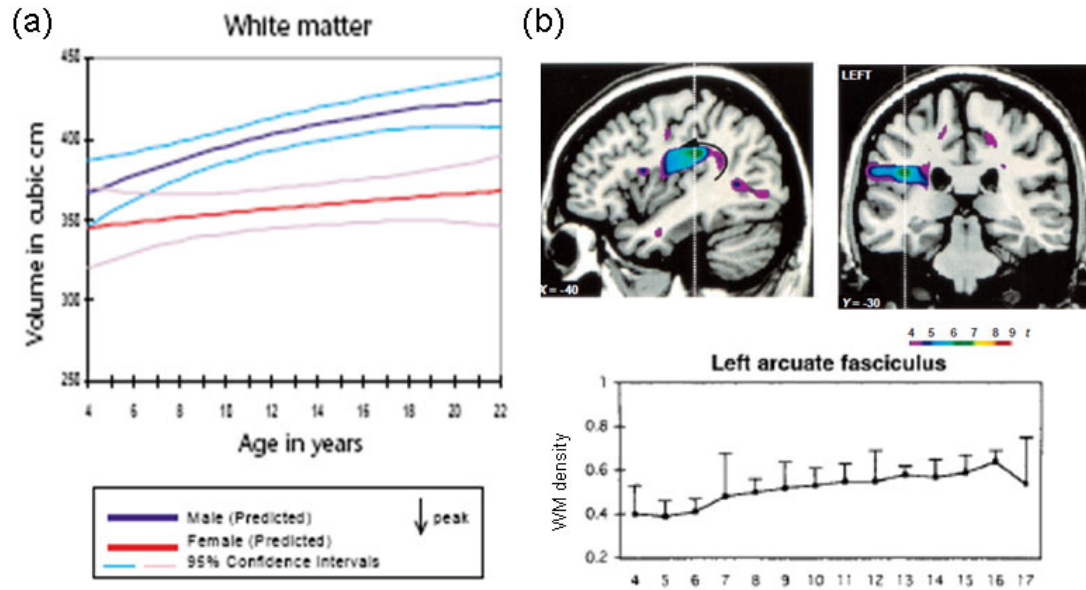 (a)
White matter
Volume in cubic cm
450
400
350
300
250
4 6 8 10 12 14 16 18 20 22
Age in years
Male (Predicted)
Female (Predicted)
95% Confidence Intervals
peak
(b)
X = -40
LEFT
Y = -30
4 5 6 7 8 9 t
Left arcuate fasciculus
WM density
1
0.8
0.6
0.4
0.2
4 5 6 7 8 9 10 11 12 13 14 15 16 17